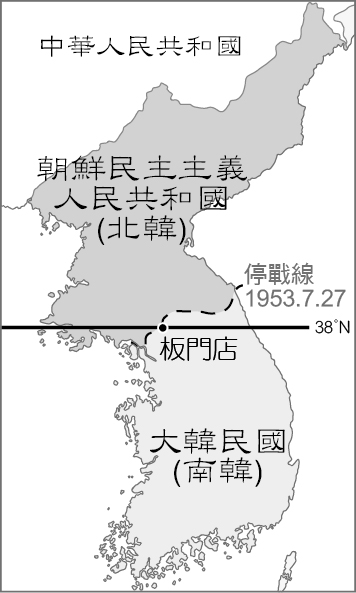 中華人民共和國
朝鮮民主主義
人民共和國
(北韓)
停戰線
1953.7.27
38°N
板門店
大韓民國
(南韓)